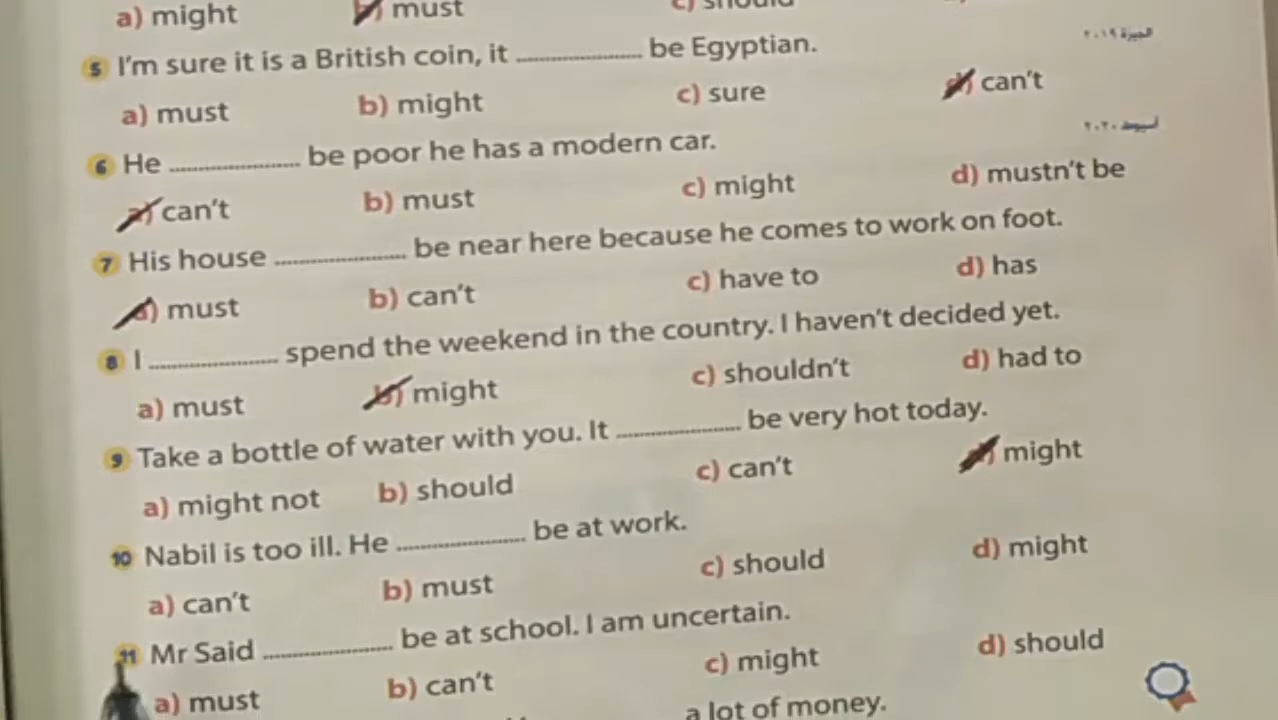 a) might must c) should
5 I'm sure it is a British coin, it .................... be Egyptian. الجيزة ٢٠١٩
a) must b) might c) sure d) can't
6 He .................... be poor he has a modern car. أسيوط ٢٠٢٠
a) can't b) must c) might d) mustn't be
7 His house .................... be near here because he comes to work on foot.
a) must b) can't c) have to d) has
8 I .................... spend the weekend in the country. I haven't decided yet.
a) must b) might c) shouldn't d) had to
9 Take a bottle of water with you. It .................... be very hot today.
a) might not b) should c) can't d) might
10 Nabil is too ill. He .................... be at work.
a) can't b) must c) should d) might
11 Mr Said .................... be at school. I am uncertain.
a) must b) can't c) might d) should
a lot of money.